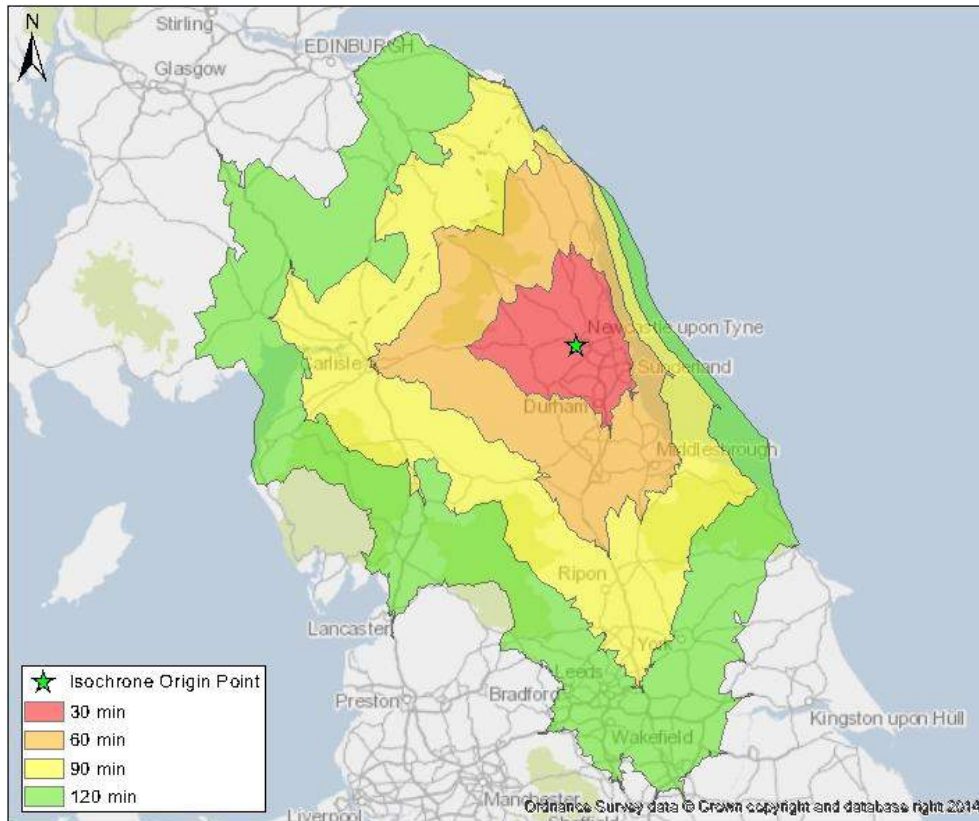 N
Stirling
EDINBURGH
Glasgow
Newcastle upon Tyne
Carlisle
Sunderland
Durham
Middlesbrough
Ripon
Lancaster
York
Leeds
Preston
Bradford
Kingston upon Hull
Wakefield
Manchester
Liverpool
Sheffield
Isochrone Origin Point
30 min
60 min
90 min
120 min
Ordnance Survey data © Crown copyright and database right 2014